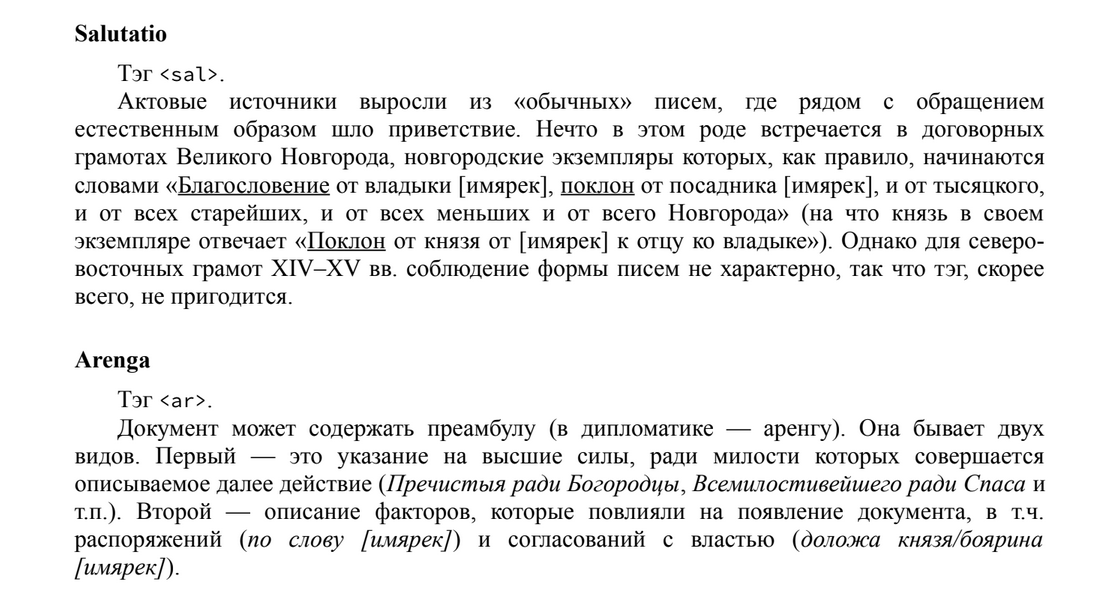 Salutatio
Тэг <sal>.
Актовые источники выросли из «обычных» писем, где рядом с обращением
естественным образом шло приветствие. Нечто в этом роде встречается в договорных
грамотах Великого Новгорода, новгородские экземпляры которых, как правило, начинаются
словами «Благословение от владыки [имярек], поклон от посадника [имярек], и от тысяцкого,
и от всех старейших, и от всех меньших и от всего Новгорода» (на что князь в своем
экземпляре отвечает «Поклон от князя от [имярек] к отцу ко владыке»). Однако для северо-
восточных грамот XIV–XV вв. соблюдение формы писем не характерно, так что тэг, скорее
всего, не пригодится.
Arenga
Тэг <ar>.
Документ может содержать преамбулу (в дипломатике — аренгу). Она бывает двух
видов. Первый — это указание на высшие силы, ради милости которых совершается
описываемое далее действие (Пречистыя ради Богородцы, Всемилостивейшего ради Спаса и
т.п.). Второй — описание факторов, которые повлияли на появление документа, в т.ч.
распоряжений (по слову [имярек]) и согласований с властью (доложа князя/боярина
[имярек]).